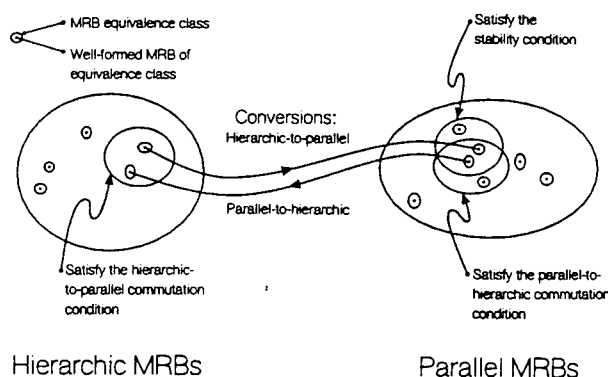 MRB equivalence class
Well-formed MRB of
equivalence class
Satisfy the
stability condition
Conversions:
Hierarchic-to-parallel
Parallel-to-hierarchic
Satisfy the hierarchic-
to-parallel commutation
condition
Satisfy the parallel-to-
hierarchic commutation
condition
Hierarchic MRBs
Parallel MRBs